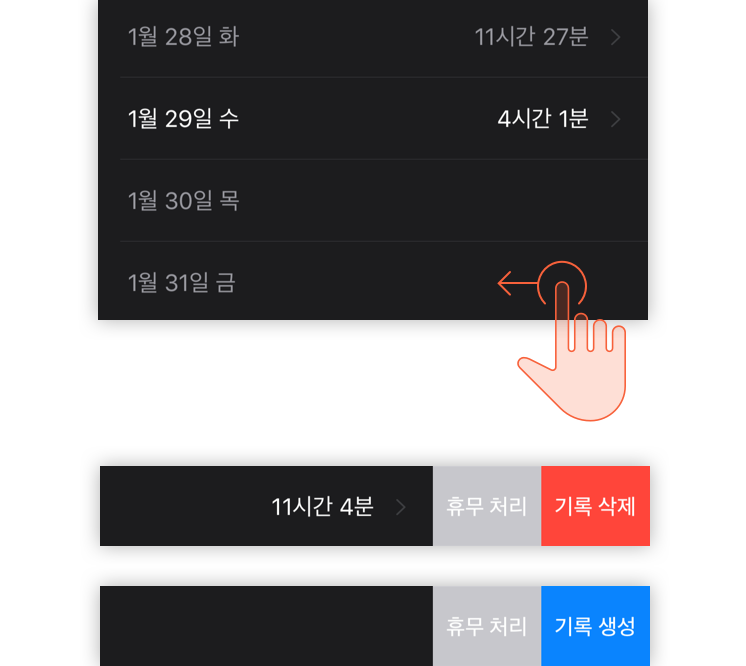 1월 28일 화 11시간 27분
1월 29일 수 4시간 1분
1월 30일 목
1월 31일 금
11시간 4분 휴무 처리 기록 삭제
휴무 처리 기록 생성